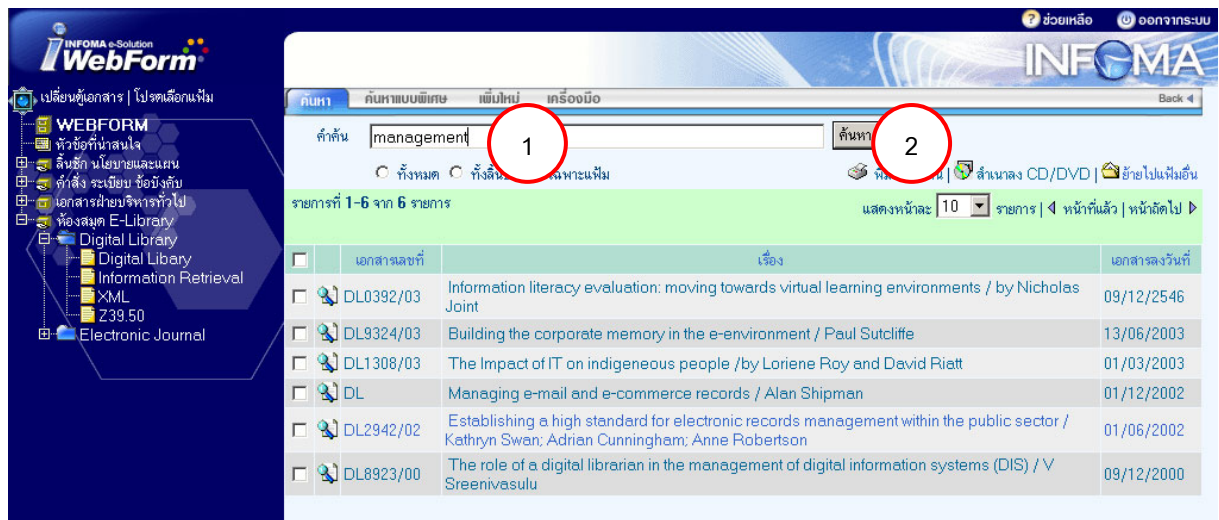 ช่วยเหลือ ออกจากระบบ
INFOMA e-Solution
WebForm
INFOMA
เปลี่ยนตู้เอกสาร | โปรดเลือกแฟ้ม
ค้นหา ค้นหาแบบพิเศษ เพิ่มใหม่ เครื่องมือ Back
WEBFORM
หัวข้อที่น่าสนใจ
ลิ้นชัก นโยบายและแผน
คำสั่ง ระเบียบ ข้อบังคับ
เอกสารฝ่ายบริหารทั่วไป
ห้องสมุด E-Library
Digital Library
Digital Libary
Information Retrieval
XML
Z39.50
Electronic Journal
คำค้น management 1 ค้นหา 2
ทั้งหมด เฉพาะแฟ้ม | สำเนาลง CD/DVD | ย้ายไปแฟ้มอื่น
รายการที่ 1-6 จาก 6 รายการ แสดงหน้าละ 10 รายการ | หน้าที่แล้ว | หน้าถัดไป
เอกสารเลขที่ เรื่อง เอกสารลงวันที่
DL0392/03 Information literacy evaluation: moving towards virtual learning environments / by Nicholas
Joint 09/12/2546
DL9324/03 Building the corporate memory in the e-environment / Paul Sutcliffe 13/06/2003
DL1308/03 The Impact of IT on indigeneous people /by Loriene Roy and David Riatt 01/03/2003
DL Managing e-mail and e-commerce records / Alan Shipman 01/12/2002
DL2942/02 Establishing a high standard for electronic records management within the public sector /
Kathryn Swan; Adrian Cunningham; Anne Robertson 01/06/2002
DL8923/00 The role of a digital librarian in the management of digital information systems (DIS) / V
Sreenivasulu 09/12/2000